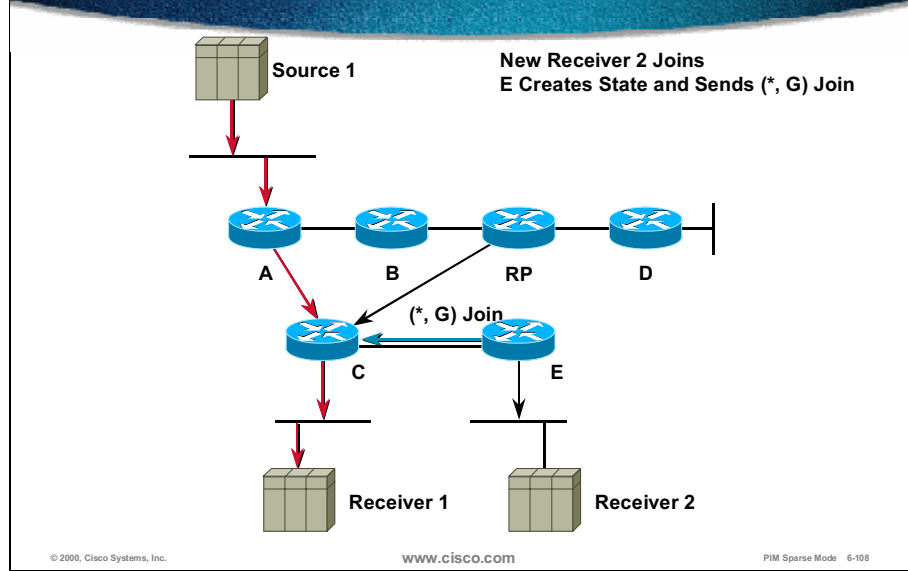 Source 1
New Receiver 2 Joins
E Creates State and Sends (*, G) Join
A
B
RP
D
(*, G) Join
C
E
Receiver 1
Receiver 2
© 2000, Cisco Systems, Inc.
www.cisco.com
PIM Sparse Mode 6-108